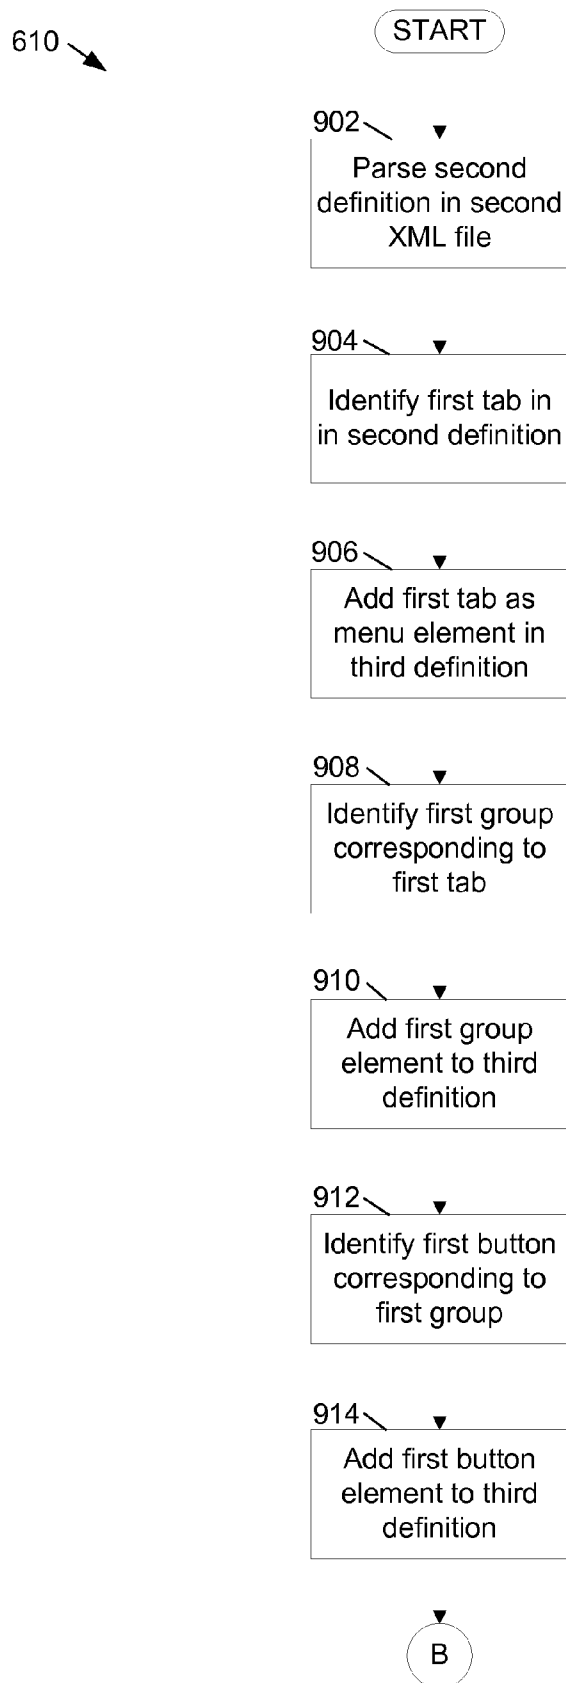 610
START
902
Parse second
definition in second
XML file
904
Identify first tab in
in second definition
906
Add first tab as
menu element in
third definition
908
Identify first group
corresponding to
first tab
910
Add first group
element to third
definition
912
Identify first button
corresponding to
first group
914
Add first button
element to third
definition
B